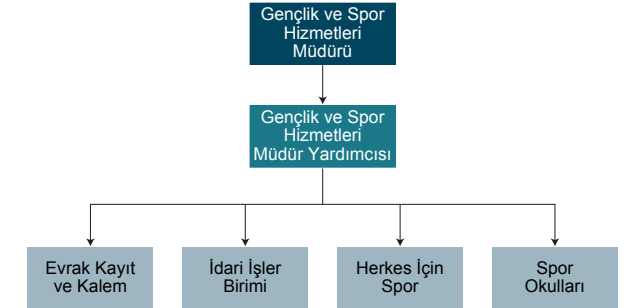 Gençlik ve Spor
Hizmetleri
Müdürü
Gençlik ve Spor
Hizmetleri
Müdür Yardımcısı
Evrak Kayıt
ve Kalem
İdari İşler
Birimi
Herkes İçin
Spor
Spor
Okulları